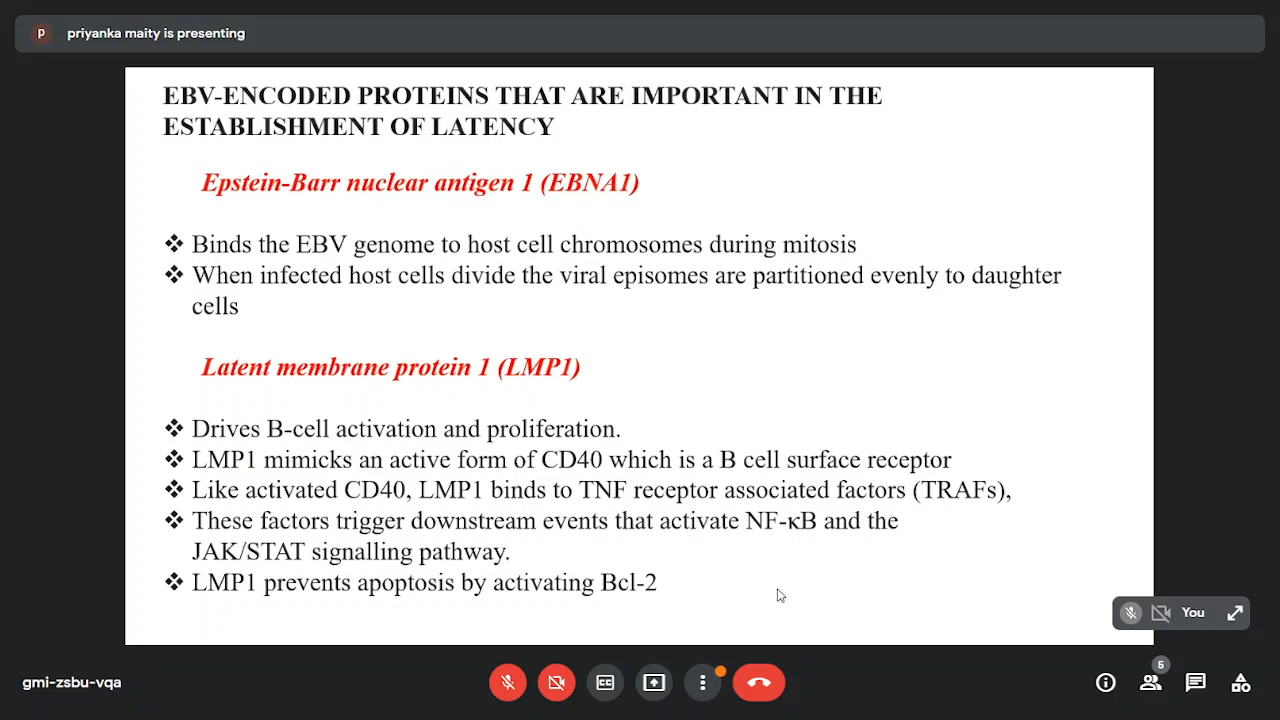 P
priyanka maity is presenting
EBV-ENCODED PROTEINS THAT ARE IMPORTANT IN THE
ESTABLISHMENT OF LATENCY
Epstein-Barr nuclear antigen 1 (EBNA1)
❖ Binds the EBV genome to host cell chromosomes during mitosis
❖ When infected host cells divide the viral episomes are partitioned evenly to daughter
cells
Latent membrane protein 1 (LMP1)
❖ Drives B-cell activation and proliferation.
❖ LMP1 mimicks an active form of CD40 which is a B cell surface receptor
❖ Like activated CD40, LMP1 binds to TNF receptor associated factors (TRAFs),
❖ These factors trigger downstream events that activate NF-κB and the
JAK/STAT signalling pathway.
❖ LMP1 prevents apoptosis by activating Bcl-2
You
gmi-zsbu-vqa
CC
5